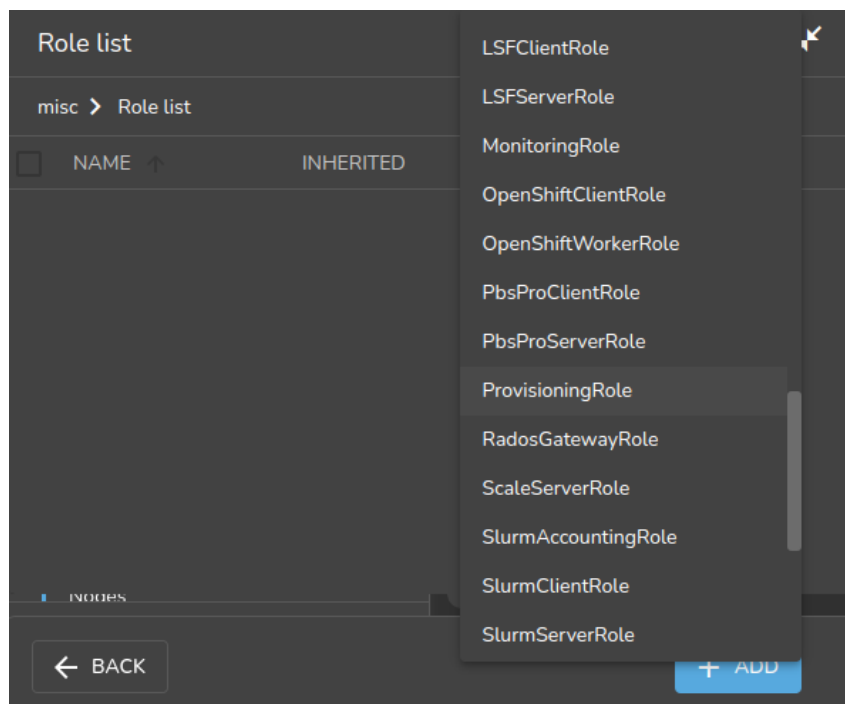 Role list
misc > Role list
NAME ↑ INHERITED
LSFClientRole
LSFServerRole
MonitoringRole
OpenShiftClientRole
OpenShiftWorkerRole
PbsProClientRole
PbsProServerRole
ProvisioningRole
RadosGatewayRole
ScaleServerRole
SlurmAccountingRole
SlurmClientRole
SlurmServerRole
Nodes
← BACK
+ ADD